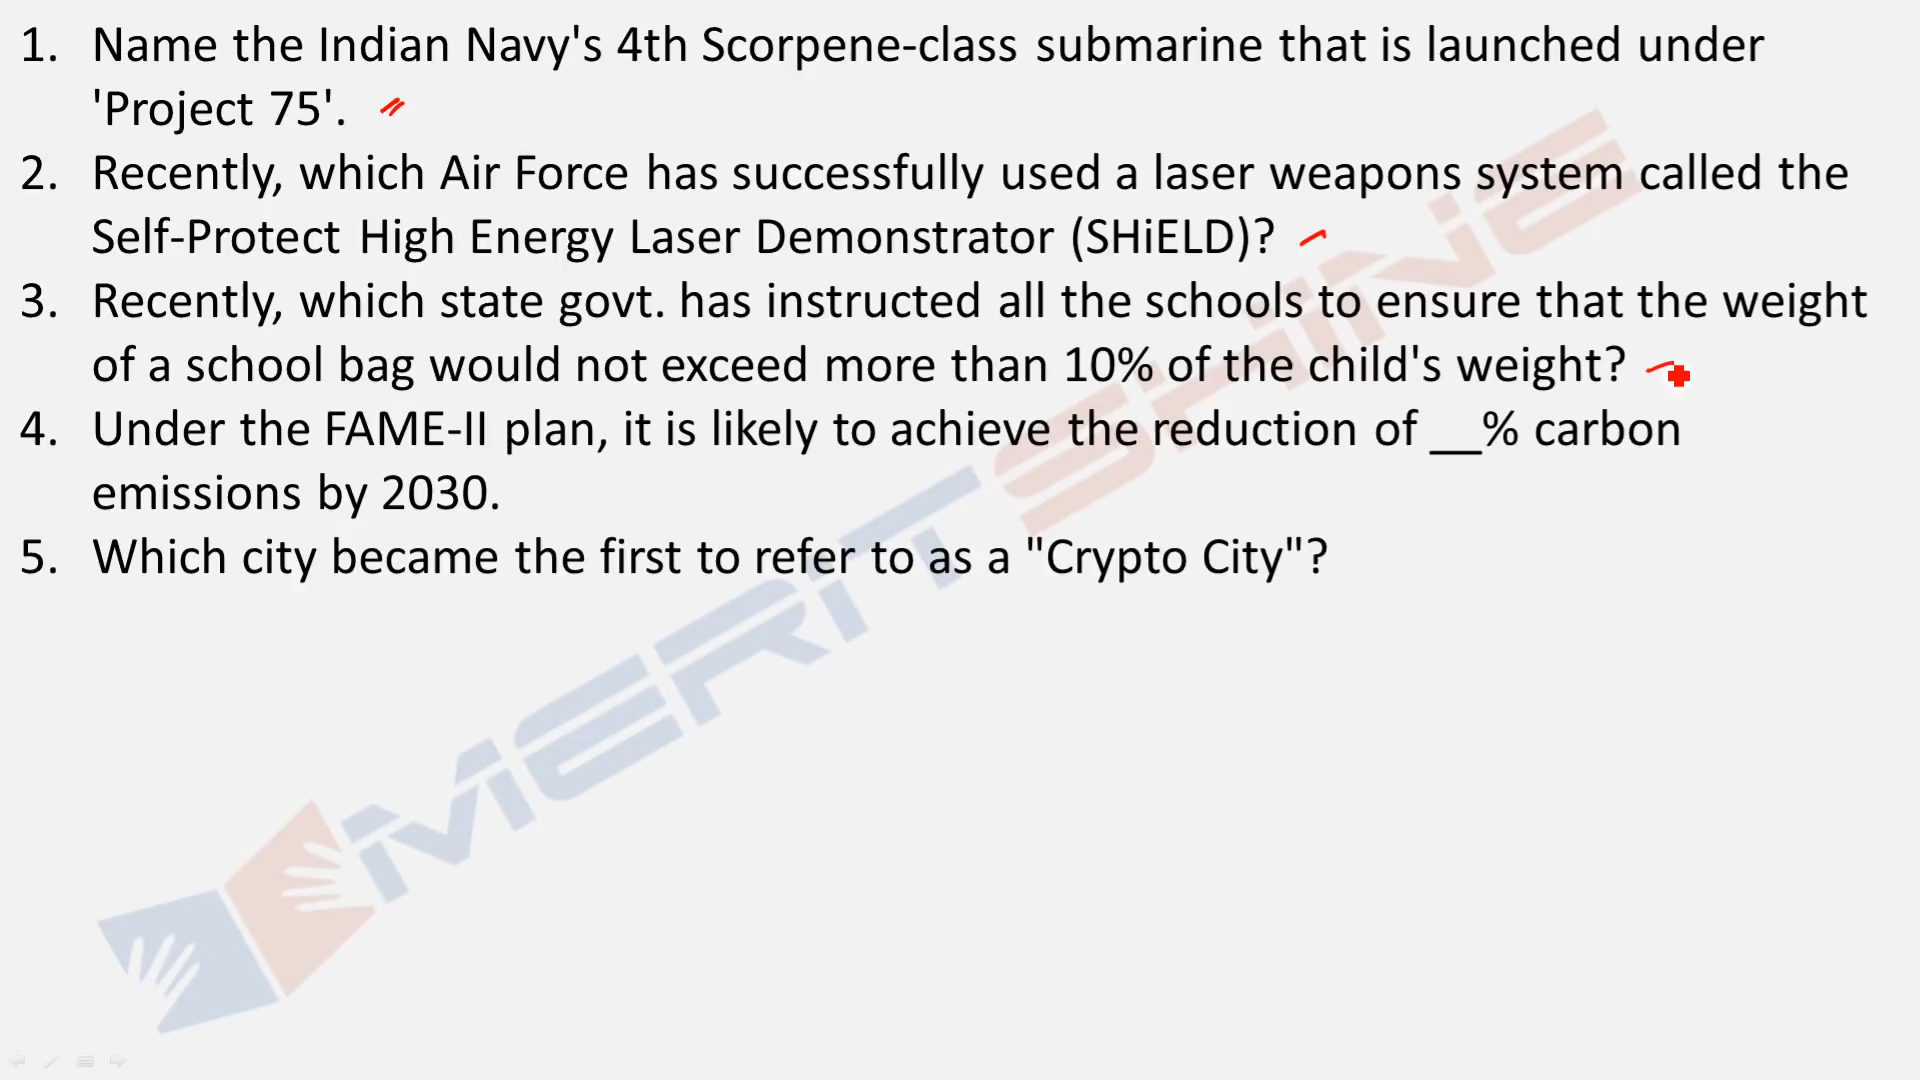 1. Name the Indian Navy's 4th Scorpene-class submarine that is launched under
'Project 75'.
2. Recently, which Air Force has successfully used a laser weapons system called the
Self-Protect High Energy Laser Demonstrator (SHiELD)?
3. Recently, which state govt. has instructed all the schools to ensure that the weight
of a school bag would not exceed more than 10% of the child's weight?
4. Under the FAME-II plan, it is likely to achieve the reduction of __% carbon
emissions by 2030.
5. Which city became the first to refer to as a "Crypto City"?
MERiTSHiNE